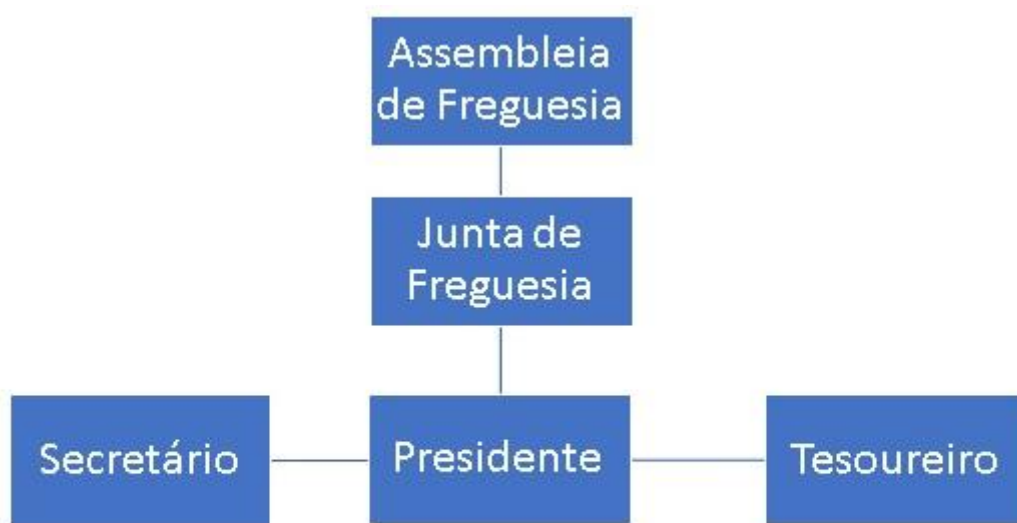 Assembleia
de Freguesia
Junta de
Freguesia
Secretário
Presidente
Tesoureiro